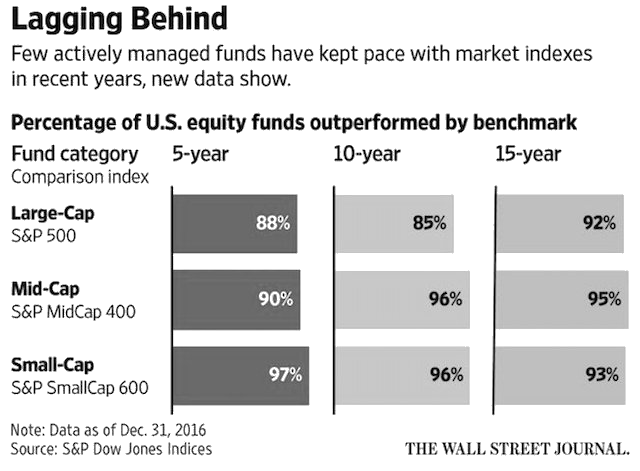 Lagging Behind
Few actively managed funds have kept pace with market indexes
in recent years, new data show.
Percentage of U.S. equity funds outperformed by benchmark
Fund category 5-year 10-year 15-year
Comparison index
Large-Cap
S&P 500
88% 85% 92%
Mid-Cap
S&P MidCap 400
90% 96% 95%
Small-Cap
S&P SmallCap 600
97% 96% 93%
Note: Data as of Dec. 31, 2016
Source: S&P Dow Jones Indices
THE WALL STREET JOURNAL.